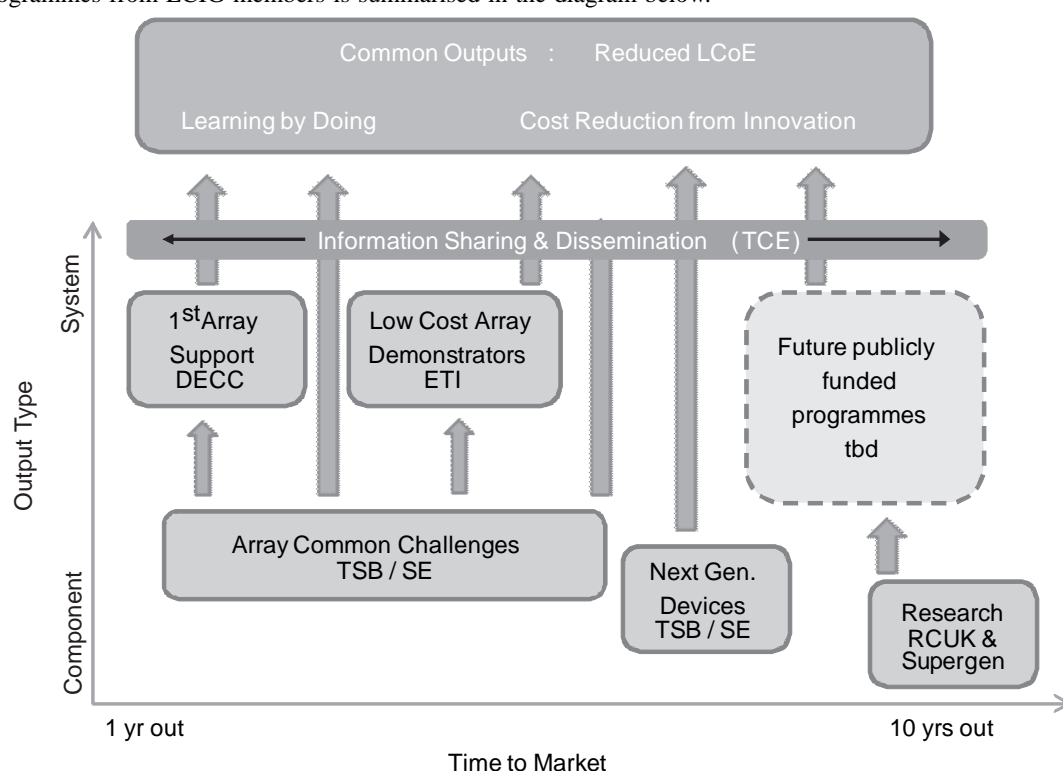 ogrammes from LCIG members is summarised in the diagram below.
Common Outputs : Reduced LCoE
Learning by Doing Cost Reduction from Innovation
Information Sharing & Dissemination (TCE)
System
Output Type
Component
1st Array
Support
DECC
Low Cost Array
Demonstrators
ETI
Future publicly
funded
programmes
tbd
Array Common Challenges
TSB / SE
Next Gen.
Devices
TSB / SE
Research
RCUK &
Supergen
1 yr out 10 yrs out
Time to Market